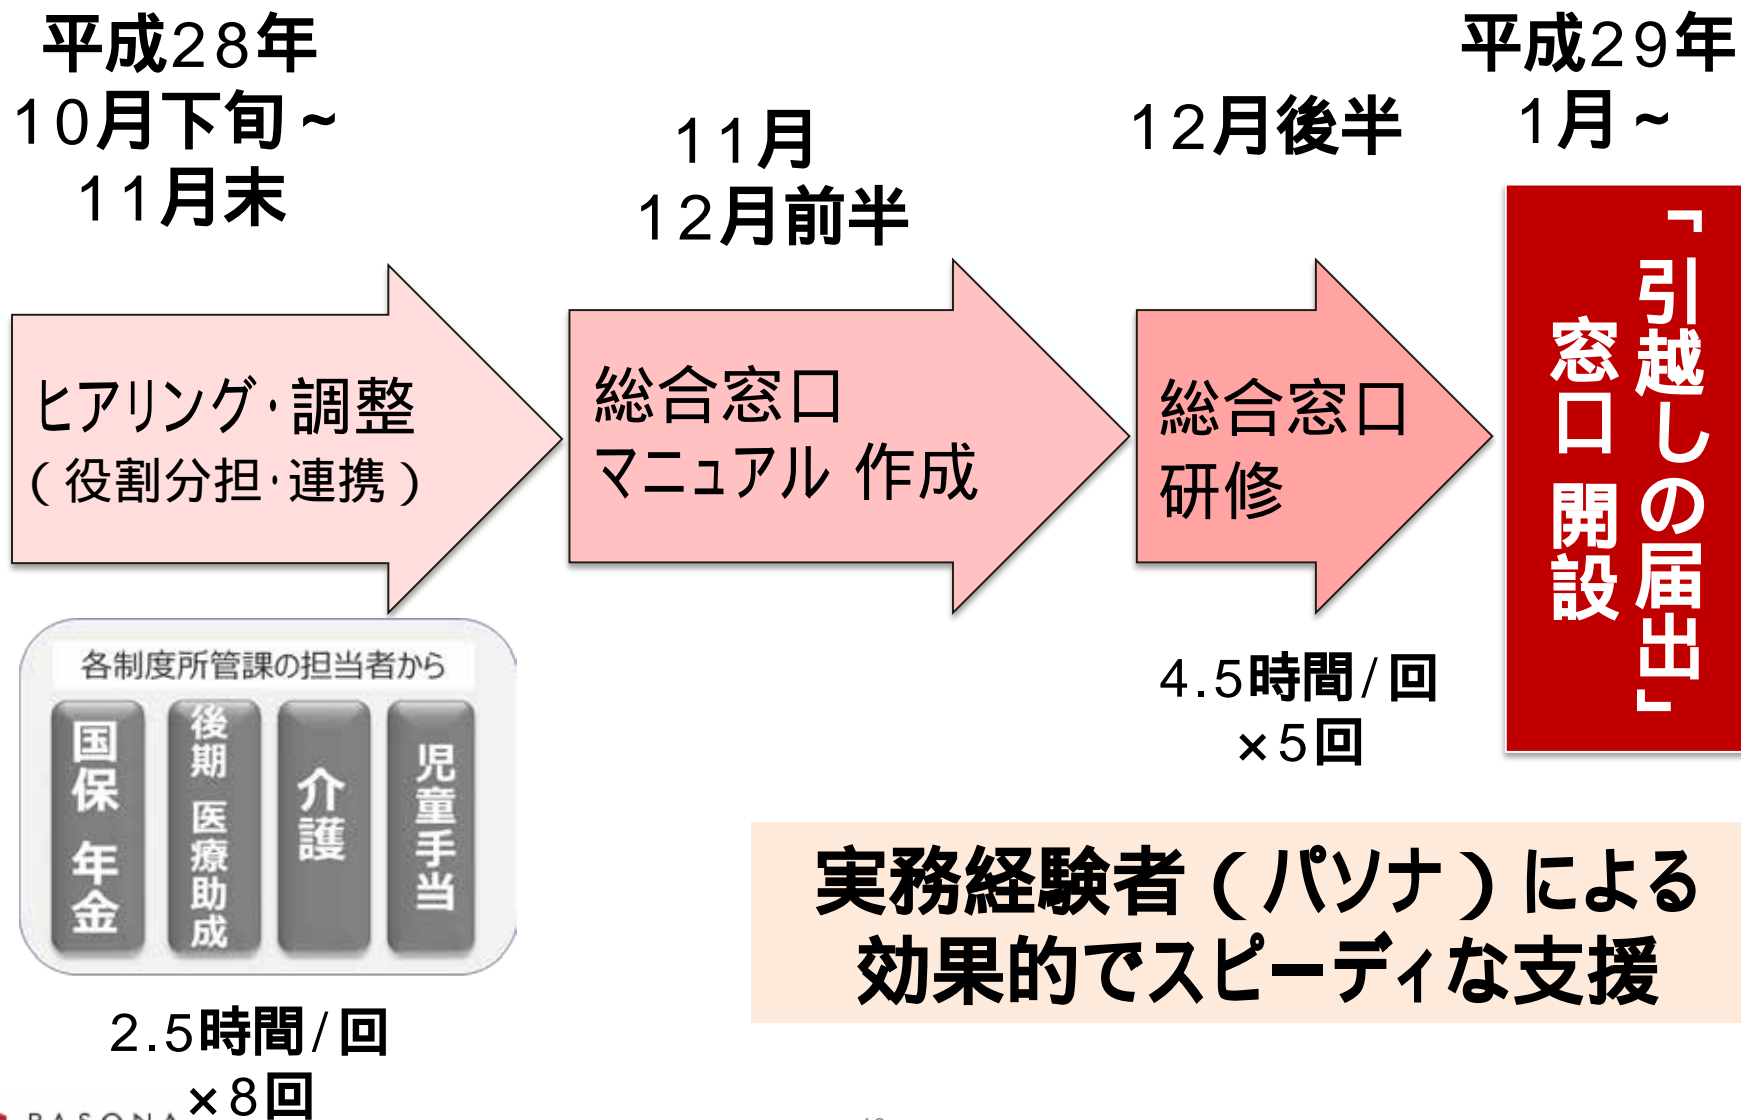 平成28年
10月下旬~
11月末
11月
12月前半
12月後半
平成29年
1月~
ヒアリング・調整
(役割分担・連携)
総合窓口
マニュアル 作成
総合窓口
研修
「引越しの届出」
窓口 開設
各制度所管課の担当者から
国保 年金
後期 医療助成
介護
児童手当
2.5時間/回
×8回
4.5時間/回
×5回
実務経験者(パソナ)による
効果的でスピーディな支援
PASONA